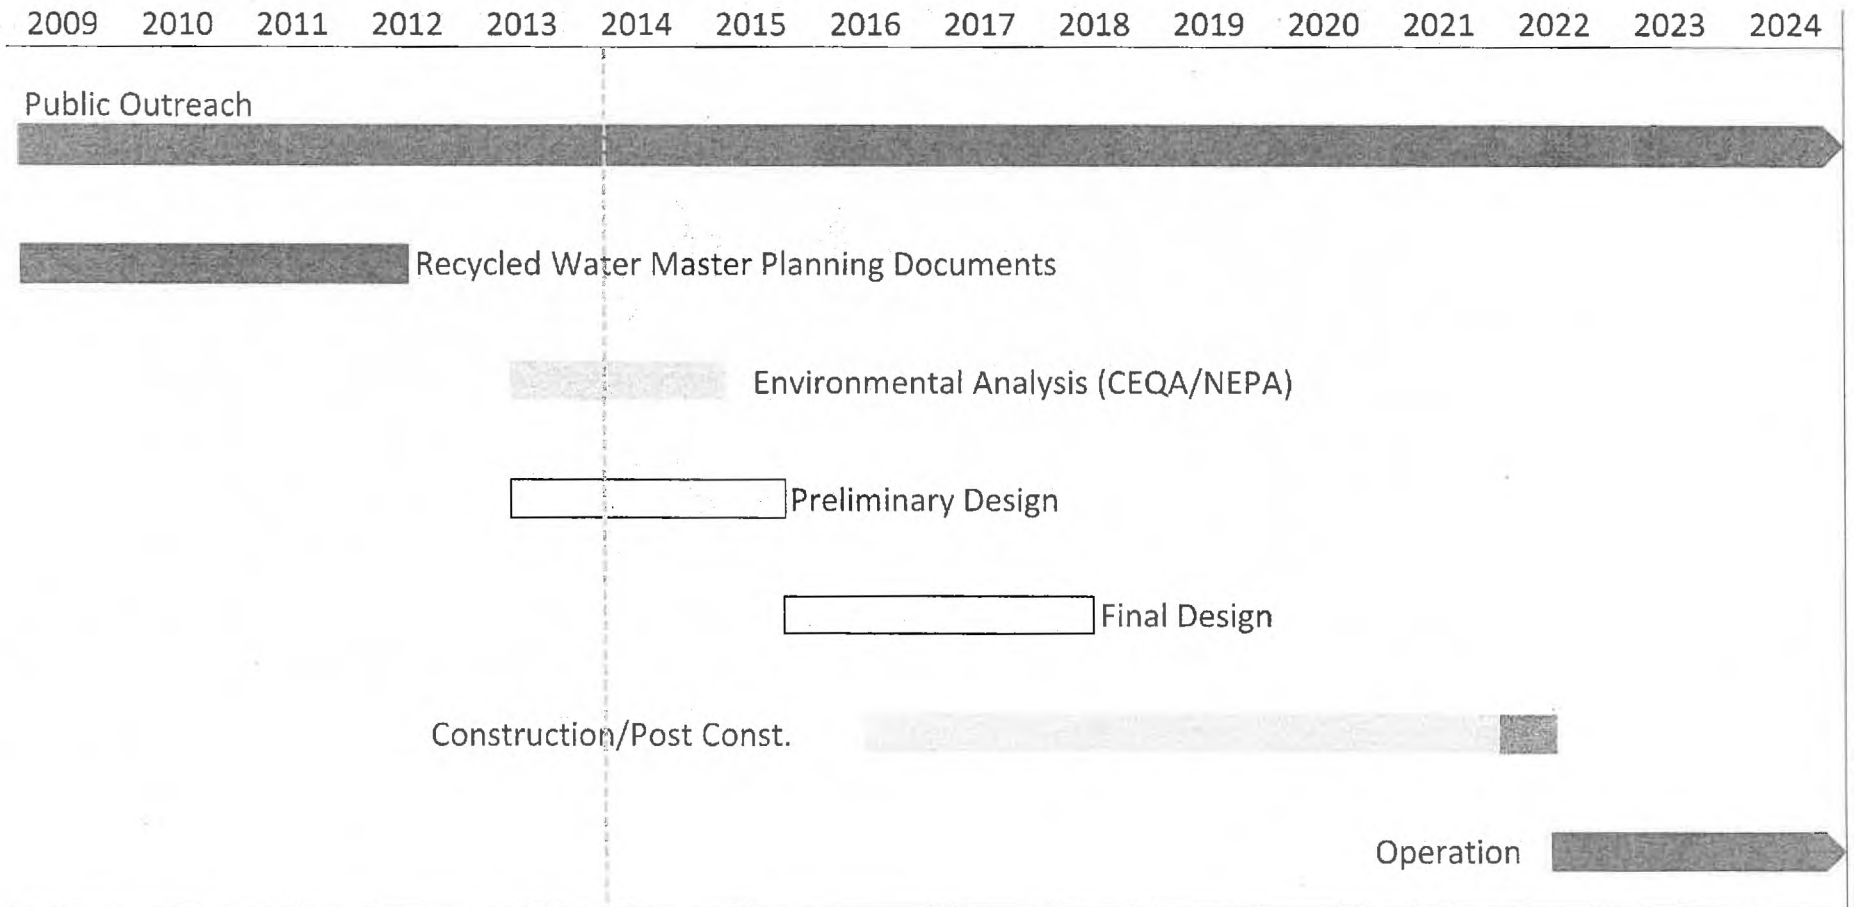 2009 2010 2011 2012 2013 2014 2015 2016 2017 2018 2019 2020 2021 2022 2023 2024
Public Outreach
Recycled Water Master Planning Documents
Environmental Analysis (CEQA/NEPA)
Preliminary Design
Final Design
Construction/Post Const.
Operation